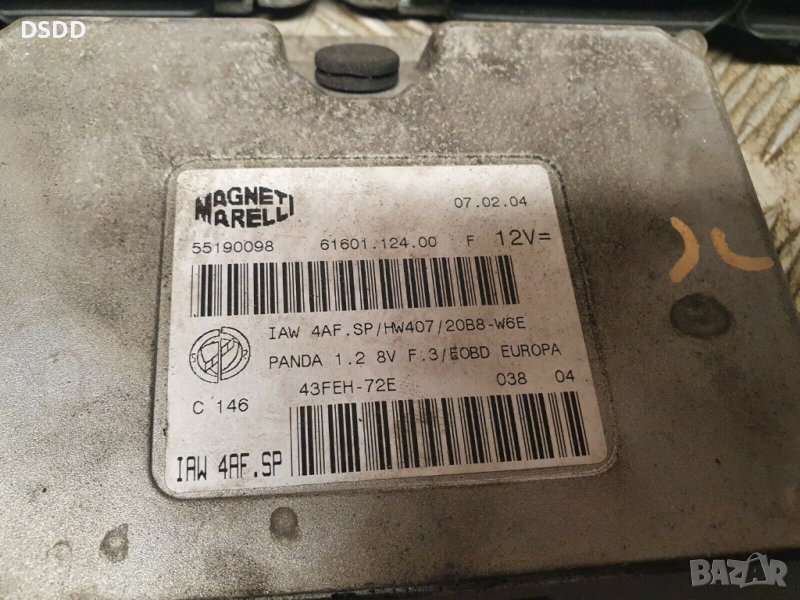 DSDD
MAGNETI
MARELLI
07.02.04
55190098 61601.124.00 F 12V=
IAW 4AF.SP/HW407/20B8-W6E
PANDA 1.2 8V F.3/EOBD EUROPA
43FEH-72E 038 04
C 146
IAW 4AF.SP
BAZAR